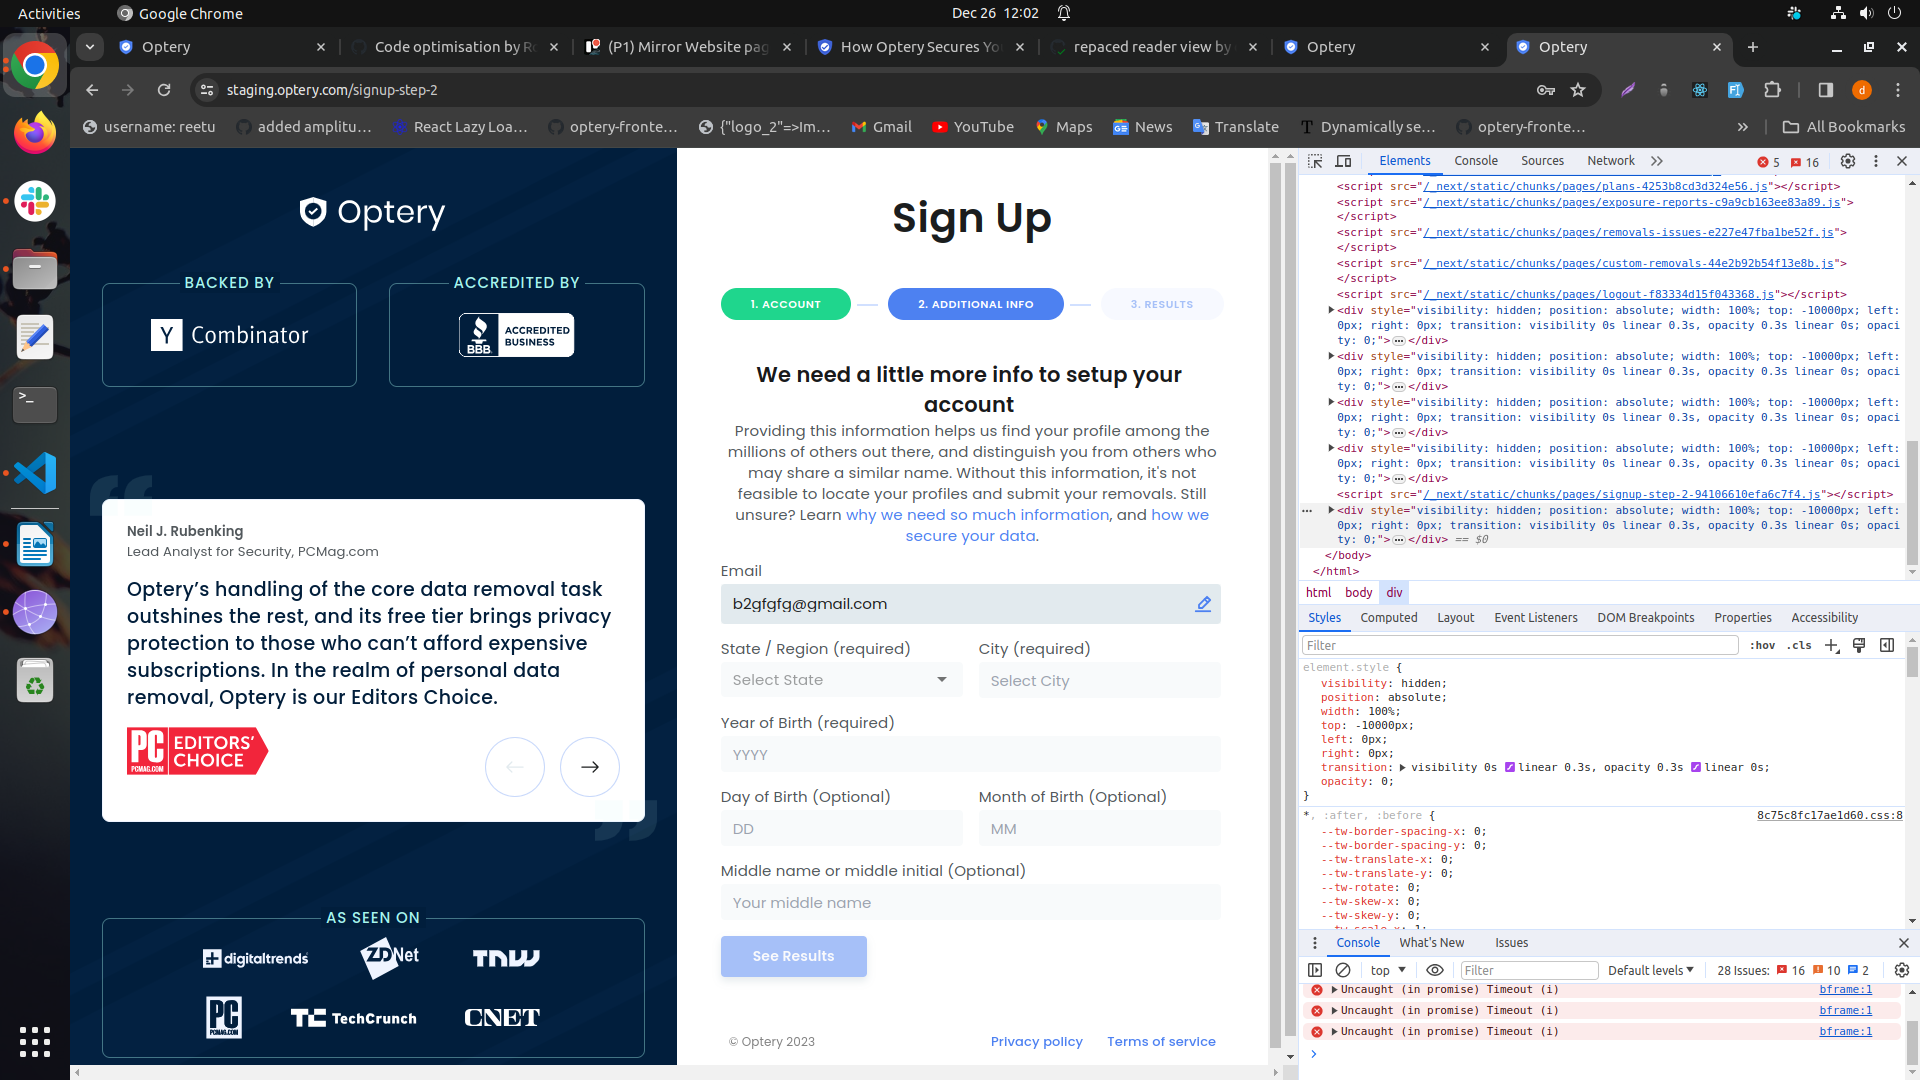 Activities
Google Chrome
Dec 26 12:02
Optery
Code optimisation by R
(P1) Mirror Website pag
How Optery Secures Yo
repaced reader view by
Optery
Optery
staging.optery.com/signup-step-2
username: reetu
added amplitu…
React Lazy Loa…
optery-fronte…
{"logo_2"=>Im…
Gmail
YouTube
Maps
News
Translate
Dynamically se…
optery-fronte…
All Bookmarks
Optery
BACKED BY
Y Combinator
ACCREDITED BY
BBB
ACCREDITED
BUSINESS
Neil J. Rubenking
Lead Analyst for Security, PCMag.com
Optery’s handling of the core data removal task
outshines the rest, and its free tier brings privacy
protection to those who can’t afford expensive
subscriptions. In the realm of personal data
removal, Optery is our Editors Choice.
PC
PCMAG.COM
EDITORS’
CHOICE
AS SEEN ON
digitaltrends
ZDNet
TNW
PC
PCMAG.COM
TC TechCrunch
CNET
Sign Up
1. ACCOUNT
2. ADDITIONAL INFO
3. RESULTS
We need a little more info to setup your
account
Providing this information helps us find your profile among the
millions of others out there, and distinguish you from others who
may share a similar name. Without this information, it's not
feasible to locate your profiles and submit your removals. Still
unsure? Learn why we need so much information, and how we
secure your data.
Email
b2gfgfg@gmail.com
State / Region (required)
City (required)
Select State
Select City
Year of Birth (required)
YYYY
Day of Birth (Optional)
Month of Birth (Optional)
DD
MM
Middle name or middle initial (Optional)
Your middle name
See Results
© Optery 2023
Privacy policy
Terms of service
Elements
Console
Sources
Network
5
16
<script src="/_next/static/chunks/pages/plans-4253b8cd3d324e56.js"></script>
<script src="/_next/static/chunks/pages/exposure-reports-c9a9cb163ee83a89.js">
</script>
<script src="/_next/static/chunks/pages/removals-issues-e227e47fba1be52f.js">
</script>
<script src="/_next/static/chunks/pages/custom-removals-44e2b92b54f13e8b.js">
</script>
<script src="/_next/static/chunks/pages/logout-f83334d15f043368.js"></script>
<div style="visibility: hidden; position: absolute; width: 100%; top: -10000px; left:
0px; right: 0px; transition: visibility 0s linear 0.3s, opacity 0.3s linear 0s; opaci
ty: 0;">…</div>
<div style="visibility: hidden; position: absolute; width: 100%; top: -10000px; left:
0px; right: 0px; transition: visibility 0s linear 0.3s, opacity 0.3s linear 0s; opaci
ty: 0;">…</div>
<div style="visibility: hidden; position: absolute; width: 100%; top: -10000px; left:
0px; right: 0px; transition: visibility 0s linear 0.3s, opacity 0.3s linear 0s; opaci
ty: 0;">…</div>
<div style="visibility: hidden; position: absolute; width: 100%; top: -10000px; left:
0px; right: 0px; transition: visibility 0s linear 0.3s, opacity 0.3s linear 0s; opaci
ty: 0;">…</div>
<script src="/_next/static/chunks/pages/signup-step-2-94106610efa6c7f4.js"></script>
<div style="visibility: hidden; position: absolute; width: 100%; top: -10000px; left:
0px; right: 0px; transition: visibility 0s linear 0.3s, opacity 0.3s linear 0s; opaci
ty: 0;">…</div> == $0
</body>
</html>
html
body
div
Styles
Computed
Layout
Event Listeners
DOM Breakpoints
Properties
Accessibility
Filter
:hov
.cls
element.style {
visibility: hidden;
position: absolute;
width: 100%;
top: -10000px;
left: 0px;
right: 0px;
transition: visibility 0s linear 0.3s, opacity 0.3s linear 0s;
opacity: 0;
}
*, :after, :before {
8c75c8fc17ae1d60.css:8
--tw-border-spacing-x: 0;
--tw-border-spacing-y: 0;
--tw-translate-x: 0;
--tw-translate-y: 0;
--tw-rotate: 0;
--tw-skew-x: 0;
--tw-skew-y: 0;
--tw-scale-x: 1;
Console
What's New
Issues
top
Filter
Default levels
28 Issues:
16
10
2
Uncaught (in promise) Timeout (i)
bframe:1
Uncaught (in promise) Timeout (i)
bframe:1
Uncaught (in promise) Timeout (i)
bframe:1